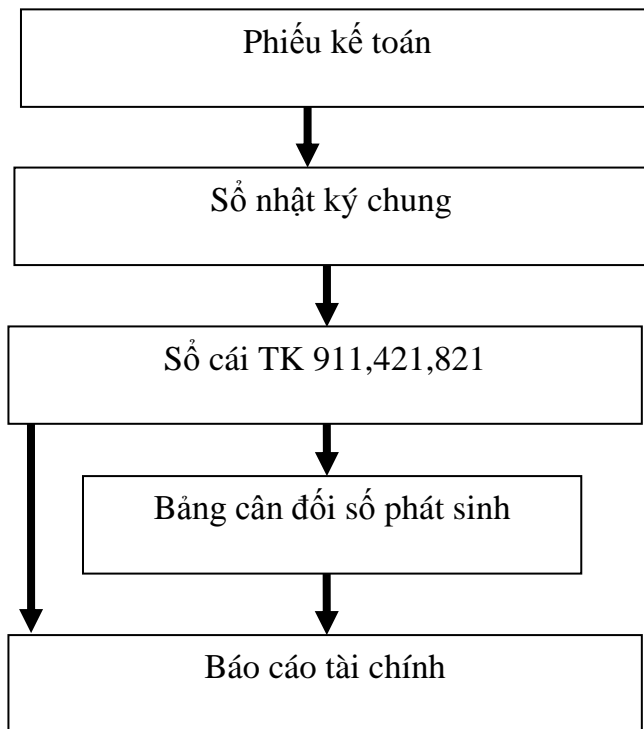 Phiếu kế toán
Sổ nhật ký chung
Sổ cái TK 911,421,821
Bảng cân đối số phát sinh
Báo cáo tài chính